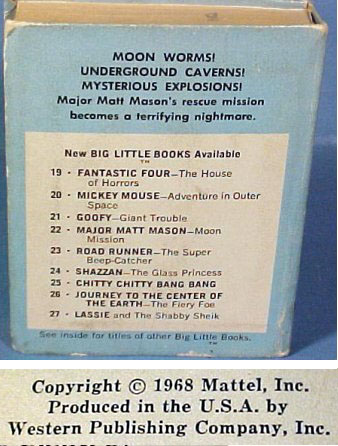 MOON WORMS!
UNDERGROUND CAVERNS!
MYSTERIOUS EXPLOSIONS!
Major Matt Mason's rescue mission
becomes a terrifying nightmare.
New BIG LITTLE BOOKS Available
TM
19 • FANTASTIC FOUR—The House
of Horrors
20 • MICKEY MOUSE—Adventure in Outer
Space
21 • GOOFY—Giant Trouble
22 • MAJOR MATT MASON—Moon
Mission
23 • ROAD RUNNER—The Super
Beep-Catcher
24 • SHAZZAN—The Glass Princess
25 • CHITTY CHITTY BANG BANG
26 • JOURNEY TO THE CENTER OF
THE EARTH—The Fiery Foe
27 • LASSIE and The Shabby Sheik
See inside for titles of other Big Little Books.
TM
Copyright © 1968 Mattel, Inc.
Produced in the U.S.A. by
Western Publishing Company, Inc.